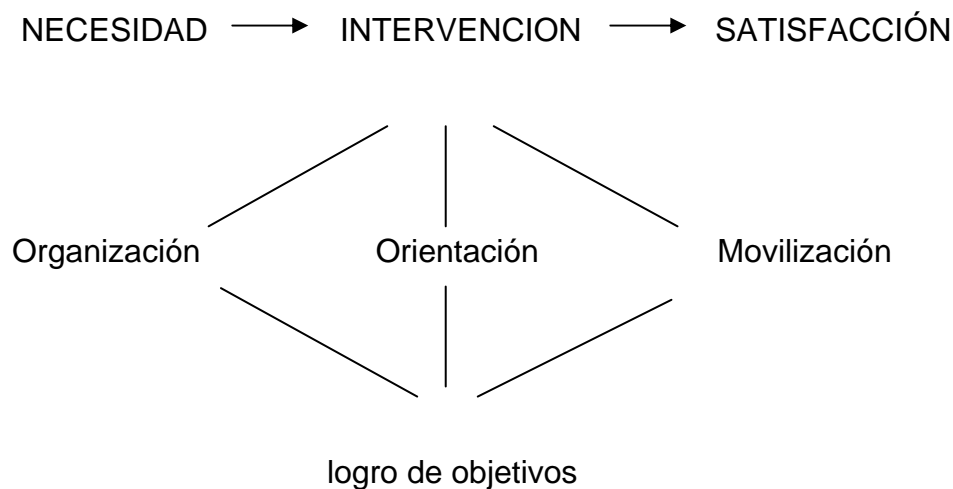 NECESIDAD INTERVENCION SATISFACCIÓN
Organización Orientación Movilización
logro de objetivos